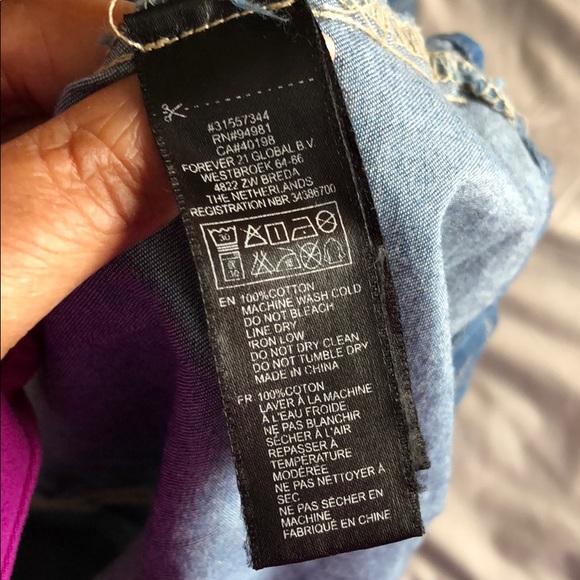 #31557344
RN#94981
CA#40198
FOREVER 21 GLOBAL B.V.
WESTBROEK 64-66
4822 ZW BREDA
THE NETHERLANDS
REGISTRATION NBR 34386700
EN 100%COTTON
MACHINE WASH COLD
DO NOT BLEACH
LINE DRY
IRON LOW
DO NOT DRY CLEAN
DO NOT TUMBLE DRY
MADE IN CHINA
FR 100%COTON
LAVER À LA MACHINE
À L'EAU FROIDE
NE PAS BLANCHIR
SÉCHER À L'AIR
REPASSER À
TEMPÉRATURE
MODÉRÉE
NE PAS NETTOYER À
SEC
NE PAS SÉCHER EN
MACHINE
FABRIQUÉ EN CHINE